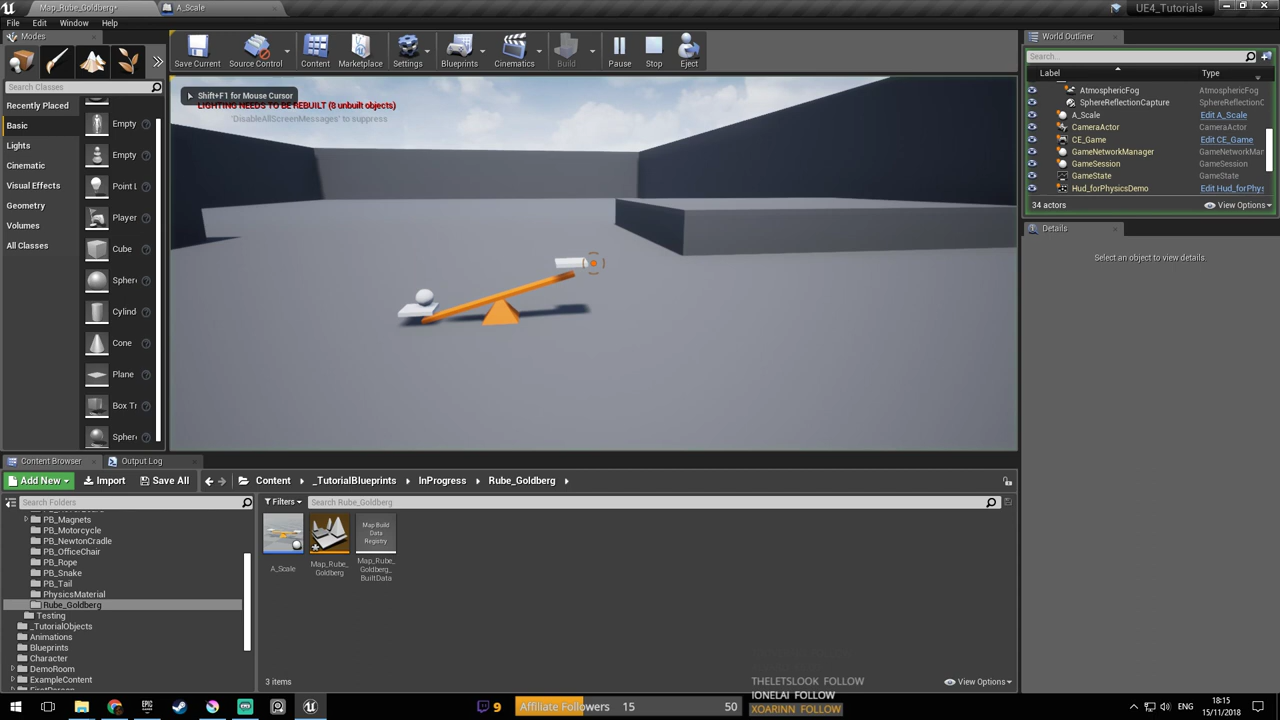 Map_Rube_Goldberg*
A_Scale
UE4_Tutorials
File Edit Window Help
Modes
Save Current
Source Control
Content
Marketplace
Settings
Blueprints
Cinematics
Build
Pause
Stop
Eject
World Outliner
Search...
Label
Type
AtmosphericFog AtmosphericFog
SphereReflectionCapture SphereReflectionC
A_Scale Edit A_Scale
CameraActor CameraActor
CE_Game Edit CE_Game
GameNetworkManager GameNetworkMan
GameSession GameSession
GameState GameState
Hud_forPhysicsDemo Edit Hud_forPhys
34 actors
View Options
Details
Select an object to view details.
Search Classes
Recently Placed
Basic
Lights
Cinematic
Visual Effects
Geometry
Volumes
All Classes
Empty
Empty
Point L
Player
Cube
Spher
Cylind
Cone
Plane
Box Tr
Spher
Shift+F1 for Mouse Cursor
LIGHTING NEEDS TO BE REBUILT (8 unbuilt objects)
'DisableAllScreenMessages' to suppress
Content Browser
Output Log
Add New
Import
Save All
Content
_TutorialBlueprints
InProgress
Rube_Goldberg
Search Folders
Filters
Search Rube_Goldberg
PB_Magnets
PB_Motorcycle
PB_NewtonCradle
PB_OfficeChair
PB_Rope
PB_Snake
PB_Tail
PhysicsMaterial
Rube_Goldberg
Testing
_TutorialObjects
Animations
Blueprints
Character
DemoRoom
ExampleContent
A_Scale
Map_Rube_
Goldberg
Map Build
Data
Registry
Map_Rube_
Goldberg_
BuiltData
3 items
View Options
THELETSLOOK FOLLOW
IONELAI FOLLOW
XOARINN FOLLOW
9
Affiliate Followers 15 50
ENG
18:15
15/11/2018